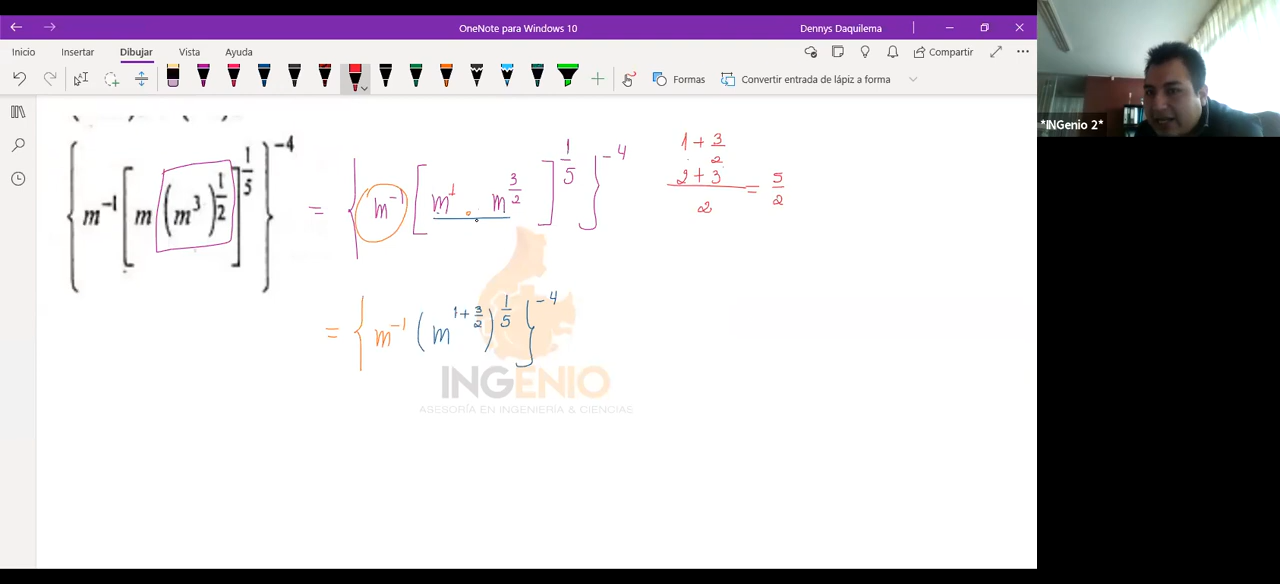 OneNote para Windows 10
Dennys Daquilema
Inicio Insertar Dibujar Vista Ayuda
Compartir
Formas
Convertir entrada de lápiz a forma
*INGenio 2*
{m⁻¹[m(m³)^(1/2)]^(1/5)}⁻⁴ = {m⁻¹[m¹ · m^(3/2)]^(1/5)}⁻⁴
1 + 3/2
(2 + 3)/2 = 5/2
= {m⁻¹(m^(1+3/2))^(1/5)}⁻⁴
INGENIO
ASESORÍA EN INGENIERÍA & CIENCIAS